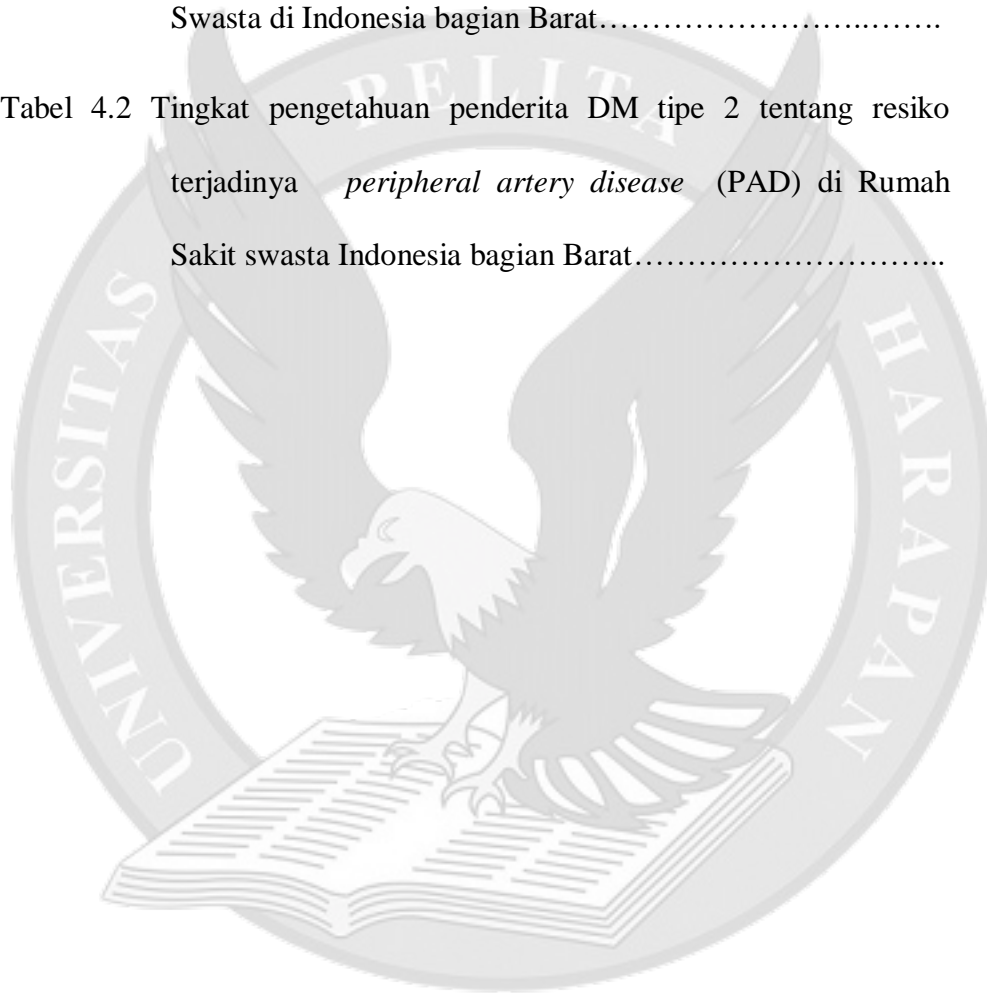 Swasta di Indonesia bagian Barat……………………..…….
Tabel 4.2 Tingkat pengetahuan penderita DM tipe 2 tentang resiko
terjadinya peripheral artery disease (PAD) di Rumah
Sakit swasta Indonesia bagian Barat………………………...
UNIVERSITAS PELITA HARAPAN